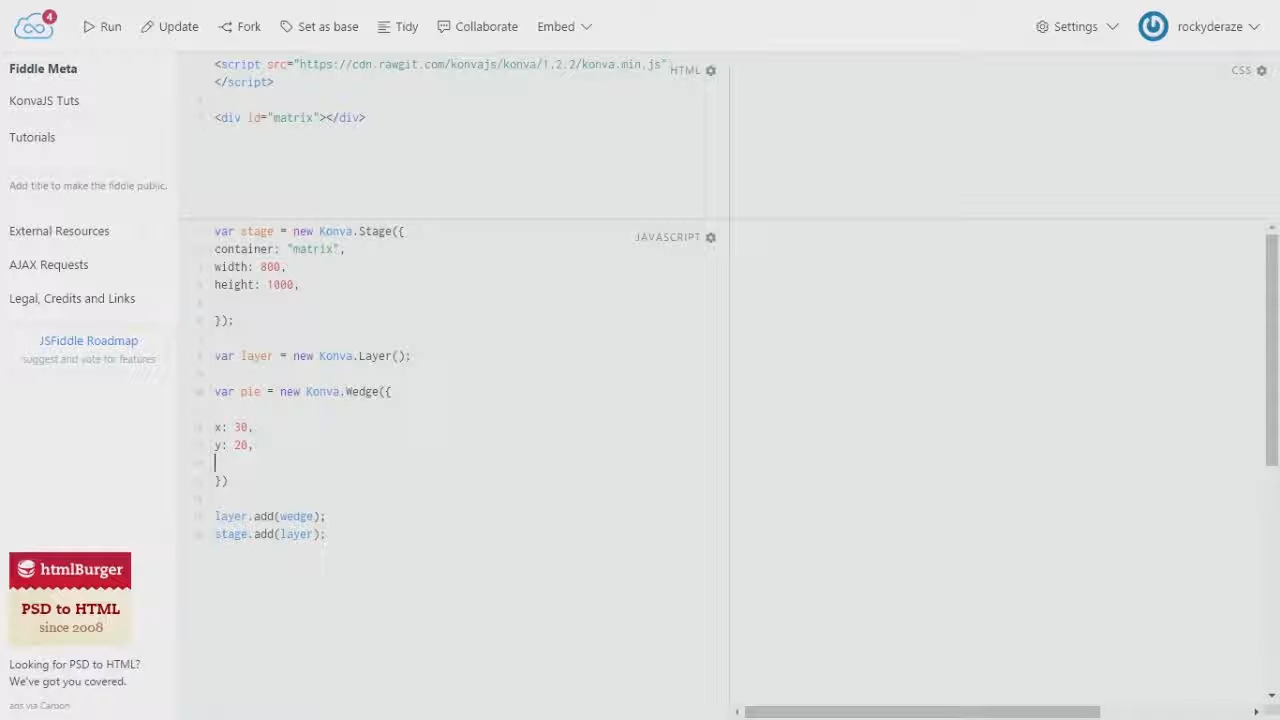 4
Run
Update
Fork
Set as base
Tidy
Collaborate
Embed
Settings
rockyderaze
Fiddle Meta
KonvaJS Tuts
Tutorials
Add title to make the fiddle public.
External Resources
AJAX Requests
Legal, Credits and Links
JSFiddle Roadmap
suggest and vote for features
htmlBurger
PSD to HTML
since 2008
Looking for PSD to HTML?
We've got you covered.
ads via Carbon
<script src="https://cdn.rawgit.com/konvajs/konva/1.2.2/konva.min.js"
</script>
<div id="matrix"></div>
HTML
CSS
var stage = new Konva.Stage({
container: "matrix",
width: 800,
height: 1000,
});
var layer = new Konva.Layer();
var pie = new Konva.Wedge({
x: 30,
y: 20,
})
layer.add(wedge);
stage.add(layer);
JAVASCRIPT